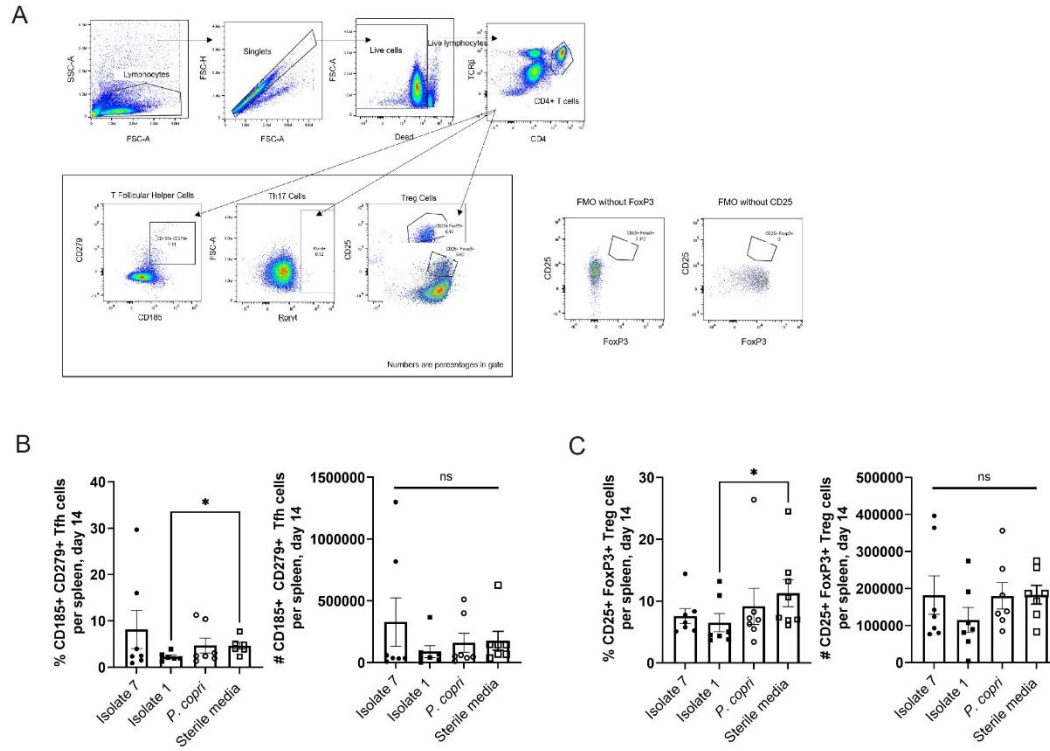 A
SSC-A
Lymphocytes
FSC-A
FSC-H
Singlets
FSC-A
FSC-A
Live cells
Dead
Live lymphocytes
TCRβ
CD4+ T cells
CD4
T Follicular Helper Cells
CD279
CD185
Th17 Cells
FSC-A
Rorγt
Treg Cells
CD25
FoxP3
Numbers are percentages in gate
FMO without FoxP3
CD25
FoxP3
FMO without CD25
CD25
FoxP3
B
% CD185+ CD279+ Tfh cells
per spleen, day 14
40
30
20
10
0
*
Isolate 7
Isolate 1
P. copri
Sterile media
# CD185+ CD279+ Tfh cells
per spleen, day 14
1500000
1000000
500000
0
ns
Isolate 7
Isolate 1
P. copri
Sterile media
C
% CD25+ FoxP3+ Treg cells
per spleen, day 14
30
20
10
0
*
Isolate 7
Isolate 1
P. copri
Sterile media
# CD25+ FoxP3+ Treg cells
per spleen, day 14
500000
400000
300000
200000
100000
0
ns
Isolate 7
Isolate 1
P. copri
Sterile media